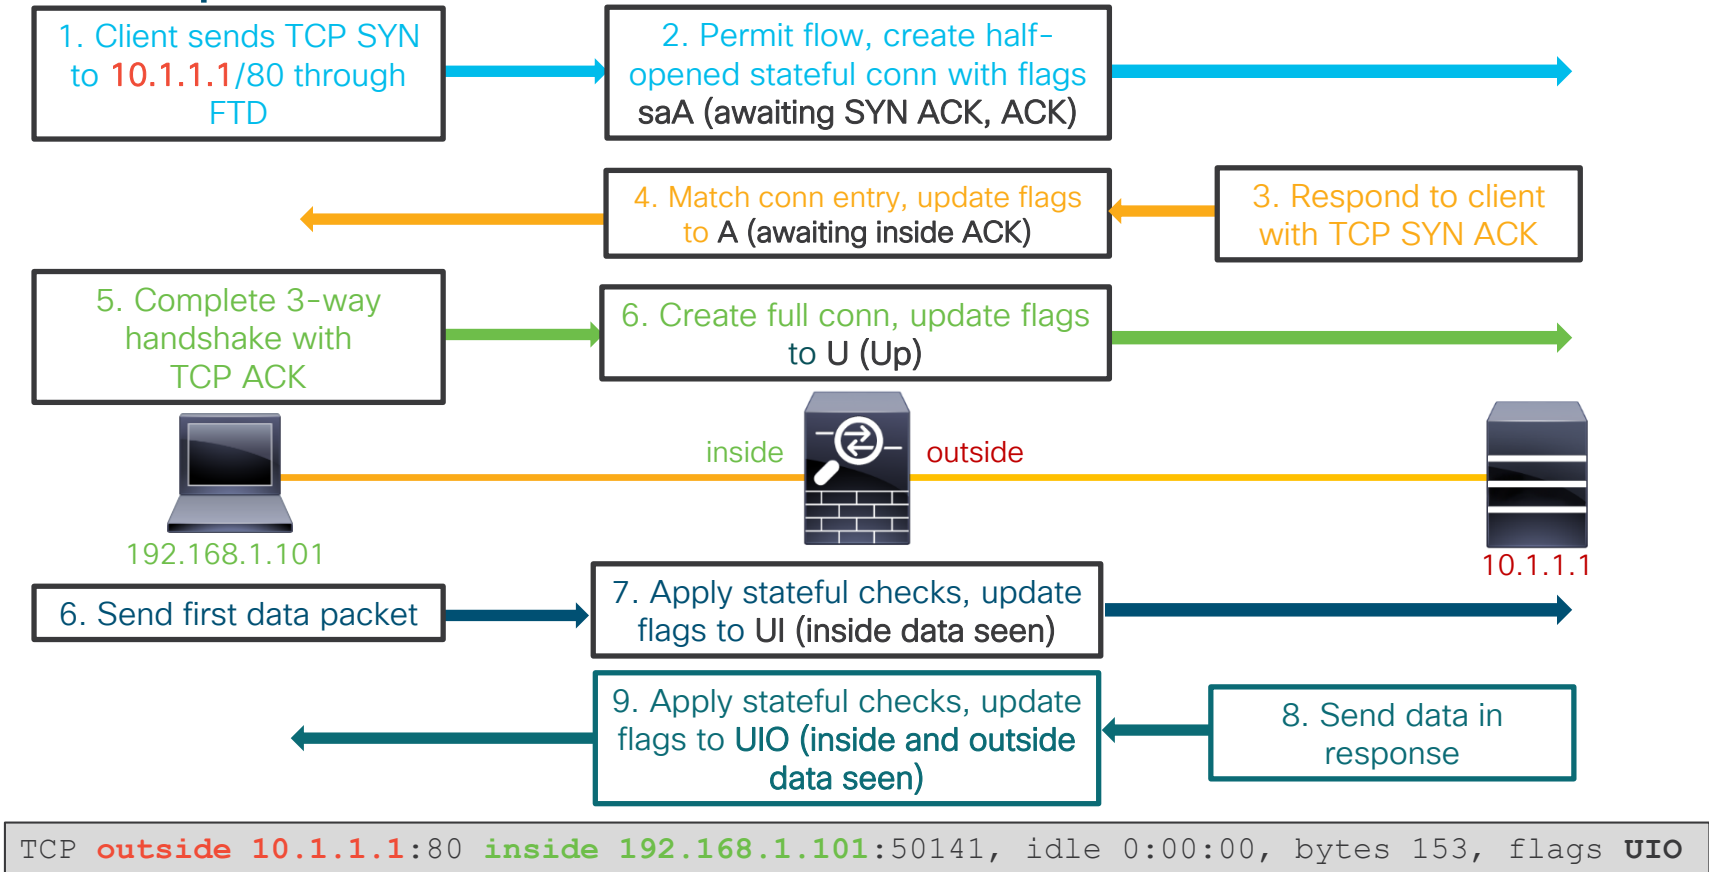 1. Client sends TCP SYN
to 10.1.1.1/80 through
FTD
2. Permit flow, create half-
opened stateful conn with flags
saA (awaiting SYN ACK, ACK)
4. Match conn entry, update flags
to A (awaiting inside ACK)
3. Respond to client
with TCP SYN ACK
5. Complete 3-way
handshake with
TCP ACK
6. Create full conn, update flags
to U (Up)
inside
outside
192.168.1.101
10.1.1.1
6. Send first data packet
7. Apply stateful checks, update
flags to UI (inside data seen)
9. Apply stateful checks, update
flags to UIO (inside and outside
data seen)
8. Send data in
response
TCP outside 10.1.1.1:80 inside 192.168.1.101:50141, idle 0:00:00, bytes 153, flags UIO